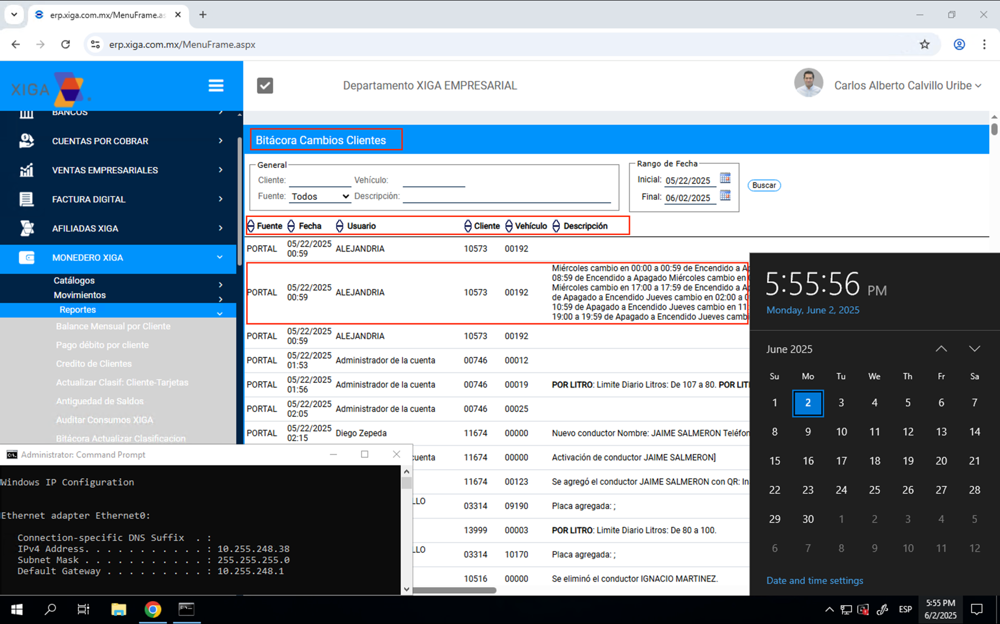 erp.xiga.com.mx/MenuFrame.as
erp.xiga.com.mx/MenuFrame.aspx
XIGA
Departamento XIGA EMPRESARIAL
Carlos Alberto Calvillo Uribe
BANCOS
CUENTAS POR COBRAR
VENTAS EMPRESARIALES
FACTURA DIGITAL
AFILIADAS XIGA
MONEDERO XIGA
Catálogos
Movimientos
Reportes
Balance Mensual por Cliente
Pago débito por cliente
Credito de Clientes
Actualizar Clasif: Cliente-Tarjetas
Antiguedad de Saldos
Auditar Consumos XIGA
Bitácora Actualizar Clasificacion
Bitácora Cambios Clientes
General
Cliente: Vehículo:
Fuente: Todos Descripción:
Rango de Fecha
Inicial: 05/22/2025
Final: 06/02/2025
Buscar
Fuente Fecha Usuario Cliente Vehículo Descripción
PORTAL 05/22/2025 00:59 ALEJANDRIA 10573 00192
PORTAL 05/22/2025 00:59 ALEJANDRIA 10573 00192
Miércoles cambio en 00:00 a 00:59 de Encendido a
08:59 de Encendido a Apagado Miércoles cambio en
Miércoles cambio en 17:00 a 17:59 de Encendido a
de Apagado a Encendido Jueves cambio en 02:00 a
10:59 de Apagado a Encendido Jueves cambio en 11
19:00 a 19:59 de Apagado a Encendido Jueves camb
PORTAL 05/22/2025 00:59 ALEJANDRIA 10573 00192
PORTAL 05/22/2025 01:53 Administrador de la cuenta 00746 00012
PORTAL 05/22/2025 01:56 Administrador de la cuenta 00746 00019 POR LITRO: Limite Diario Litros: De 107 a 80. POR LIT
PORTAL 05/22/2025 02:05 Administrador de la cuenta 00746 00025
PORTAL 05/22/2025 02:15 Diego Zepeda 11674 00000 Nuevo conductor Nombre: JAIME SALMERON Teléfon
cuenta 11674 00000 Activación de conductor JAIME SALMERON]
11674 00123 Se agregó el conductor JAIME SALMERON con QR: In
LLO 03314 09190 Placa agregada: ;
13999 00003 POR LITRO: Limite Diario Litros: De 80 a 100.
LLO 03314 10170 Placa agregada: ;
10516 00000 Se eliminó el conductor IGNACIO MARTINEZ.
Administrator: Command Prompt
Windows IP Configuration
Ethernet adapter Ethernet0:
Connection-specific DNS Suffix . :
IPv4 Address. . . . . . . . . . . : 10.255.248.38
Subnet Mask . . . . . . . . . . . : 255.255.255.0
Default Gateway . . . . . . . . . : 10.255.248.1
5:55:56 PM
Monday, June 2, 2025
June 2025
Su Mo Tu We Th Fr Sa
1 2 3 4 5 6 7
8 9 10 11 12 13 14
15 16 17 18 19 20 21
22 23 24 25 26 27 28
29 30 1 2 3 4 5
6 7 8 9 10 11 12
Date and time settings
ESP
5:55 PM
6/2/2025